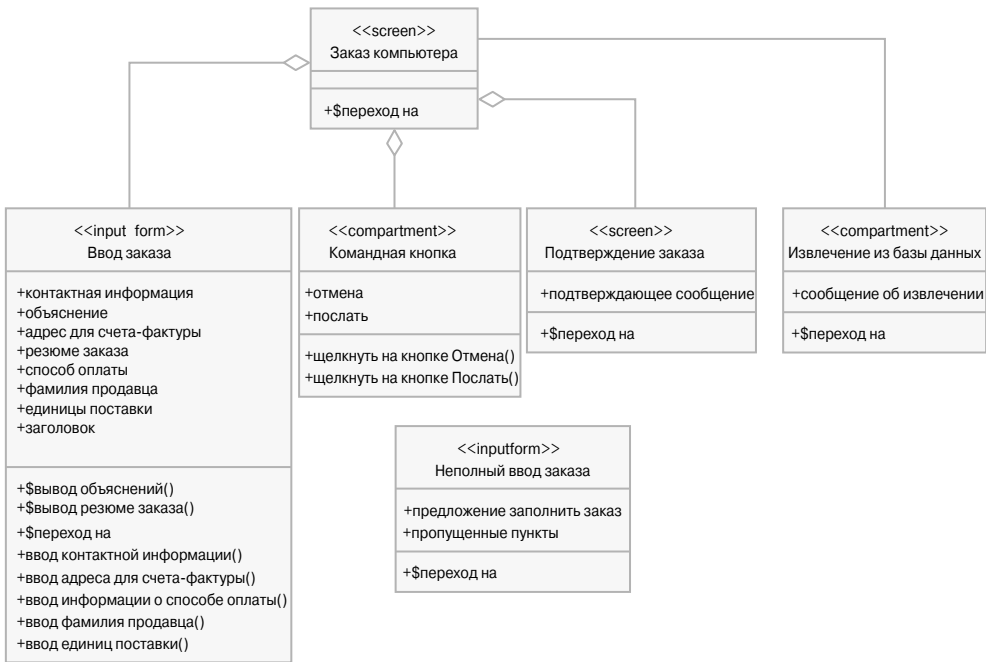 <<screen>>
Заказ компьютера
+$переход на
<<input form>>
Ввод заказа
+контактная информация
+объяснение
+адрес для счета-фактуры
+резюме заказа
+способ оплаты
+фамилия продавца
+единицы поставки
+заголовок
+$вывод объяснений()
+$вывод резюме заказа()
+$переход на
+ввод контактной информации()
+ввод адреса для счета-фактуры()
+ввод информации о способе оплаты()
+ввод фамилия продавца()
+ввод единиц поставки()
<<compartment>>
Командная кнопка
+отмена
+послать
+щелкнуть на кнопке Отмена()
+щелкнуть на кнопке Послать()
<<screen>>
Подтверждение заказа
+подтверждающее сообщение
+$переход на
<<compartment>>
Извлечение из базы данных
+сообщение об извлечении
+$переход на
<<inputform>>
Неполный ввод заказа
+предложение заполнить заказ
+пропущенные пункты
+$переход на